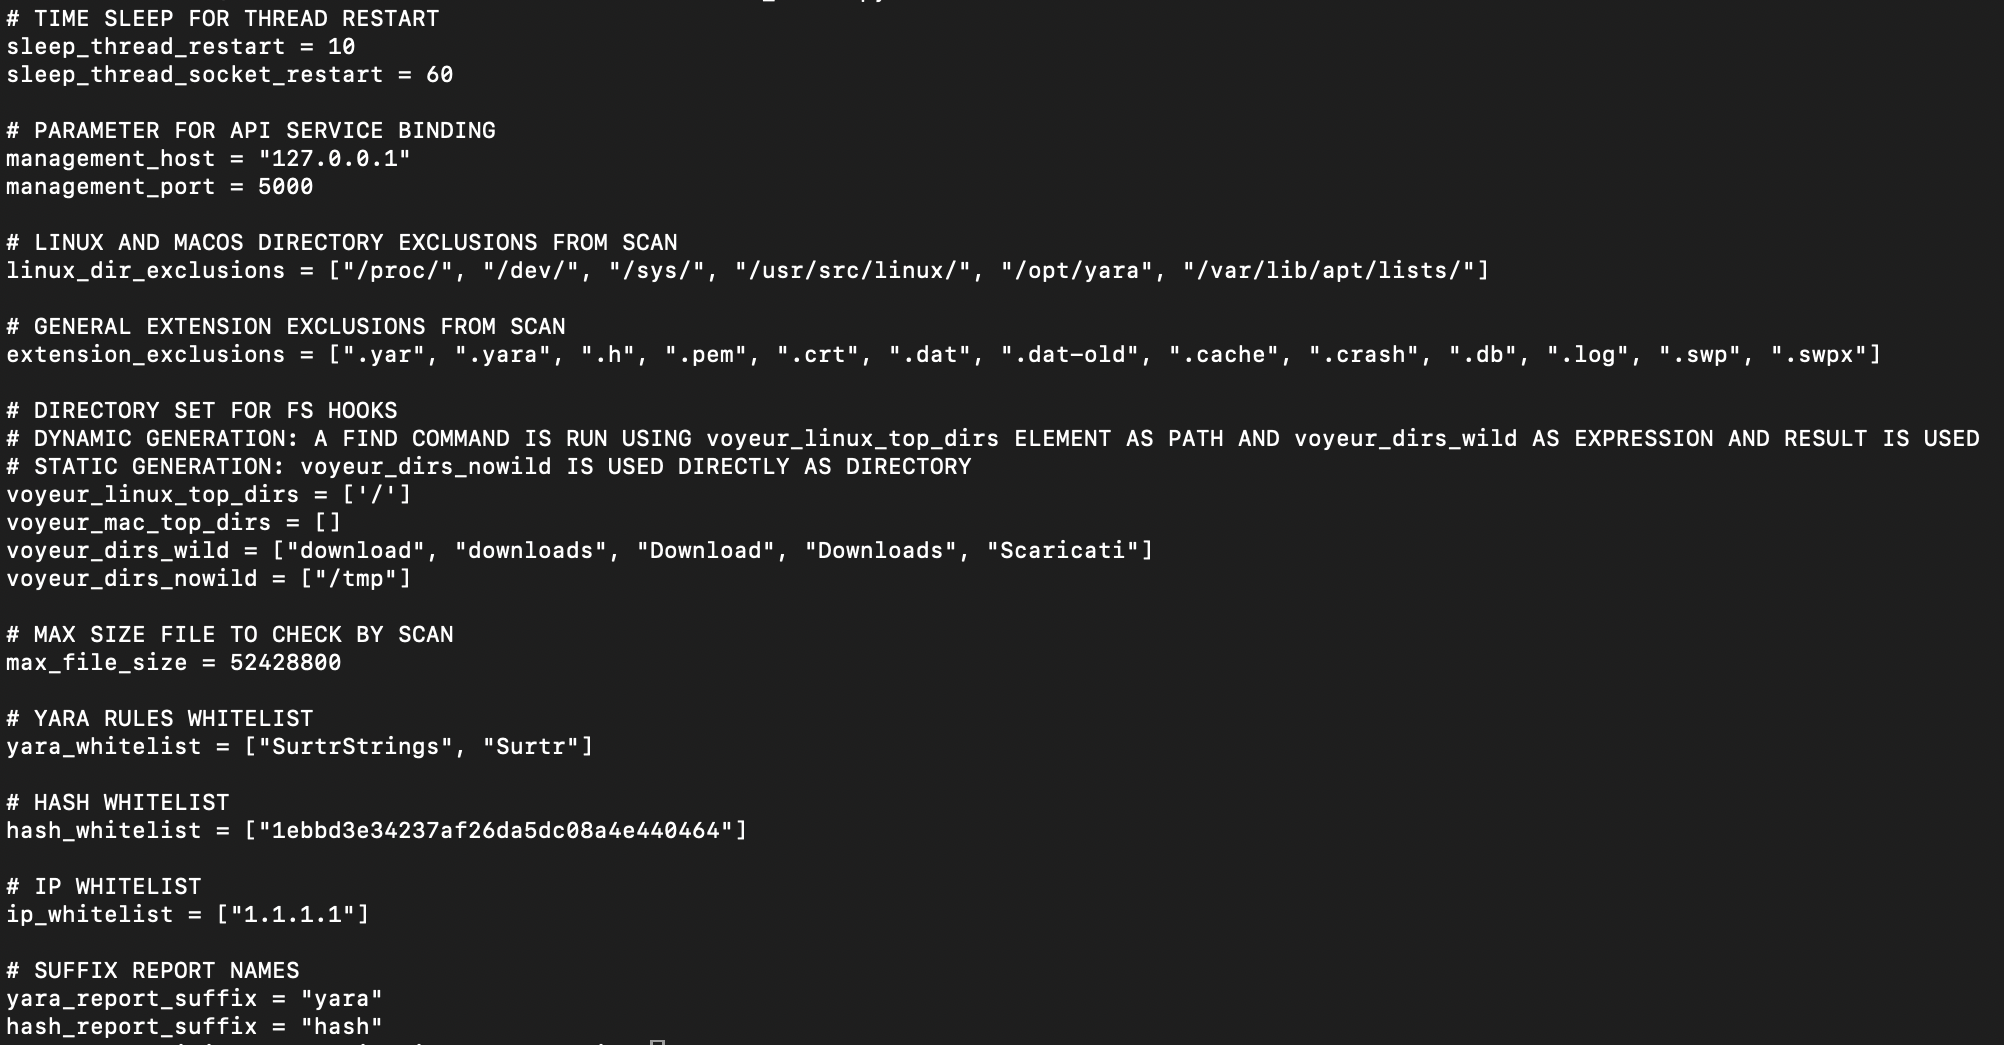 # TIME SLEEP FOR THREAD RESTART
sleep_thread_restart = 10
sleep_thread_socket_restart = 60
# PARAMETER FOR API SERVICE BINDING
management_host = "127.0.0.1"
management_port = 5000
# LINUX AND MACOS DIRECTORY EXCLUSIONS FROM SCAN
linux_dir_exclusions = ["/proc/", "/dev/", "/sys/", "/usr/src/linux/", "/opt/yara", "/var/lib/apt/lists/"]
# GENERAL EXTENSION EXCLUSIONS FROM SCAN
extension_exclusions = [".yar", ".yara", ".h", ".pem", ".crt", ".dat", ".dat-old", ".cache", ".crash", ".db", ".log", ".swp", ".swpx"]
# DIRECTORY SET FOR FS HOOKS
# DYNAMIC GENERATION: A FIND COMMAND IS RUN USING voyeur_linux_top_dirs ELEMENT AS PATH AND voyeur_dirs_wild AS EXPRESSION AND RESULT IS USED
# STATIC GENERATION: voyeur_dirs_nowild IS USED DIRECTLY AS DIRECTORY
voyeur_linux_top_dirs = ['/']
voyeur_mac_top_dirs = []
voyeur_dirs_wild = ["download", "downloads", "Download", "Downloads", "Scaricati"]
voyeur_dirs_nowild = ["/tmp"]
# MAX SIZE FILE TO CHECK BY SCAN
max_file_size = 52428800
# YARA RULES WHITELIST
yara_whitelist = ["SurtrStrings", "Surtr"]
# HASH WHITELIST
hash_whitelist = ["1ebbd3e34237af26da5dc08a4e440464"]
# IP WHITELIST
ip_whitelist = ["1.1.1.1"]
# SUFFIX REPORT NAMES
yara_report_suffix = "yara"
hash_report_suffix = "hash"